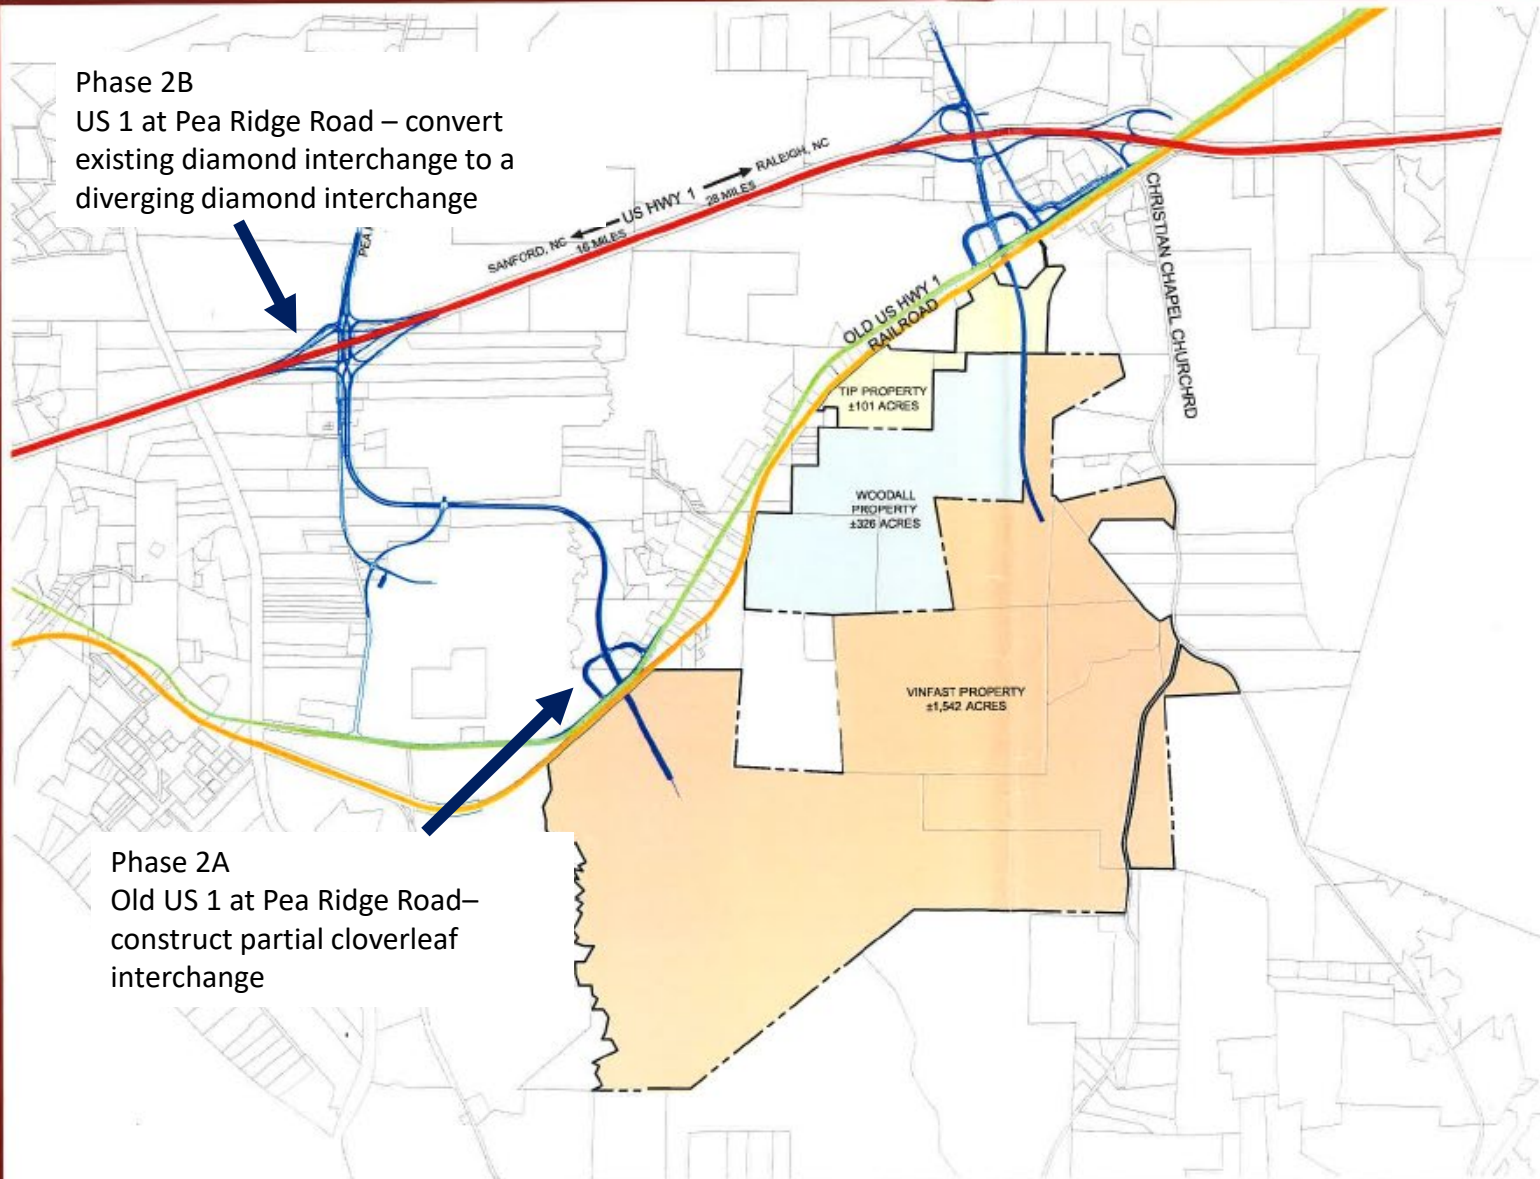 Phase 2B
US 1 at Pea Ridge Road – convert
existing diamond interchange to a
diverging diamond interchange
SANFORD, NC
16 MILES
US HWY 1
28 MILES
RALEIGH, NC
OLD US HWY 1
RAILROAD
CHRISTIAN CHAPEL CHURCHRD
TIP PROPERTY
±101 ACRES
WOODALL
PROPERTY
±326 ACRES
VINFAST PROPERTY
±1,542 ACRES
Phase 2A
Old US 1 at Pea Ridge Road–
construct partial cloverleaf
interchange